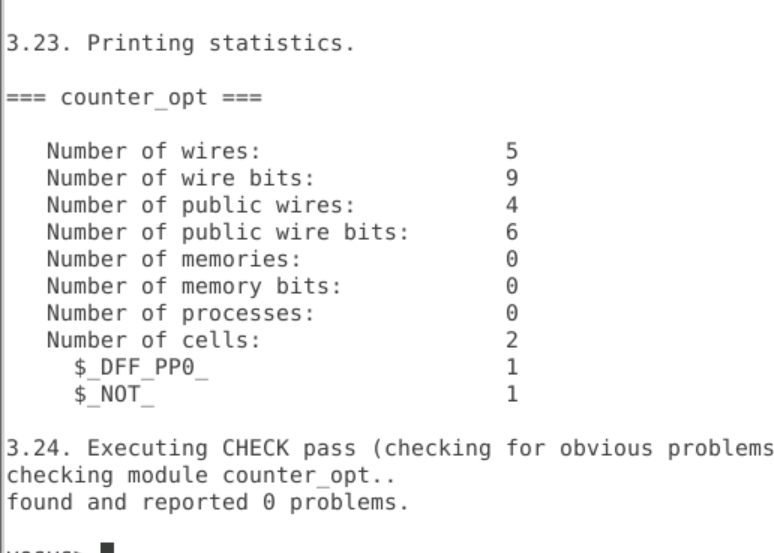 3.23. Printing statistics.
=== counter_opt ===
Number of wires: 5
Number of wire bits: 9
Number of public wires: 4
Number of public wire bits: 6
Number of memories: 0
Number of memory bits: 0
Number of processes: 0
Number of cells: 2
$_DFF_PP0_ 1
$_NOT_ 1
3.24. Executing CHECK pass (checking for obvious problems
checking module counter_opt..
found and reported 0 problems.